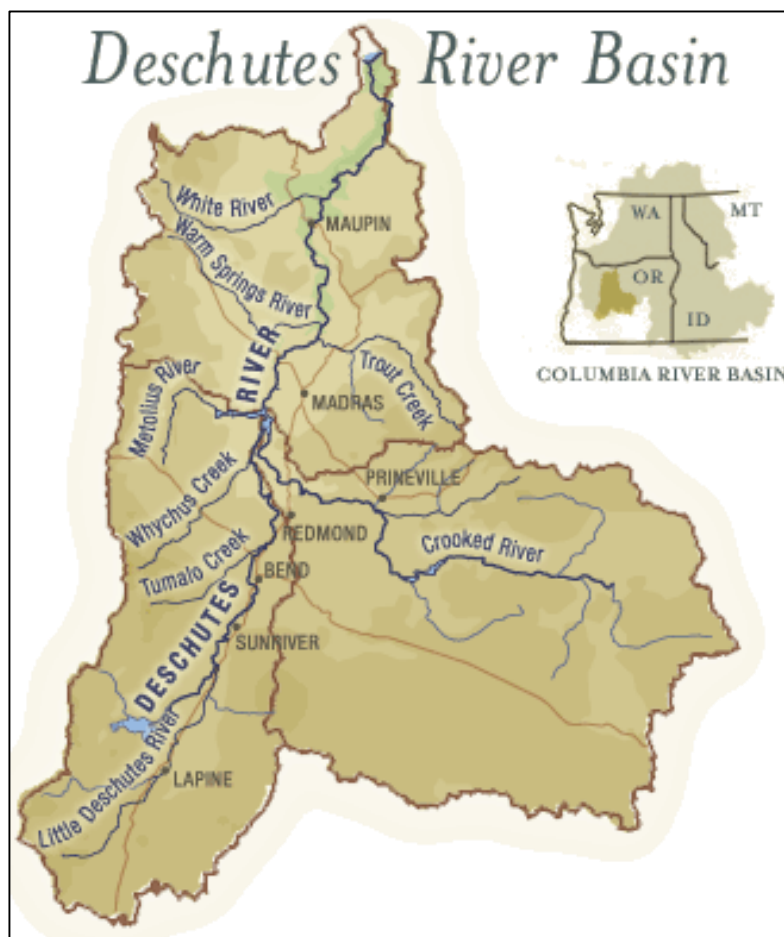 Deschutes River Basin
White River
MAUPIN
Warm Springs River
WA
MT
OR
ID
COLUMBIA RIVER BASIN
RIVER
Trout Creek
Metolius River
MADRAS
PRINEVILLE
Whychus Creek
REDMOND
Crooked River
Tumalo Creek
BEND
DESCHUTES
SUNRIVER
Little Deschutes River
LAPINE